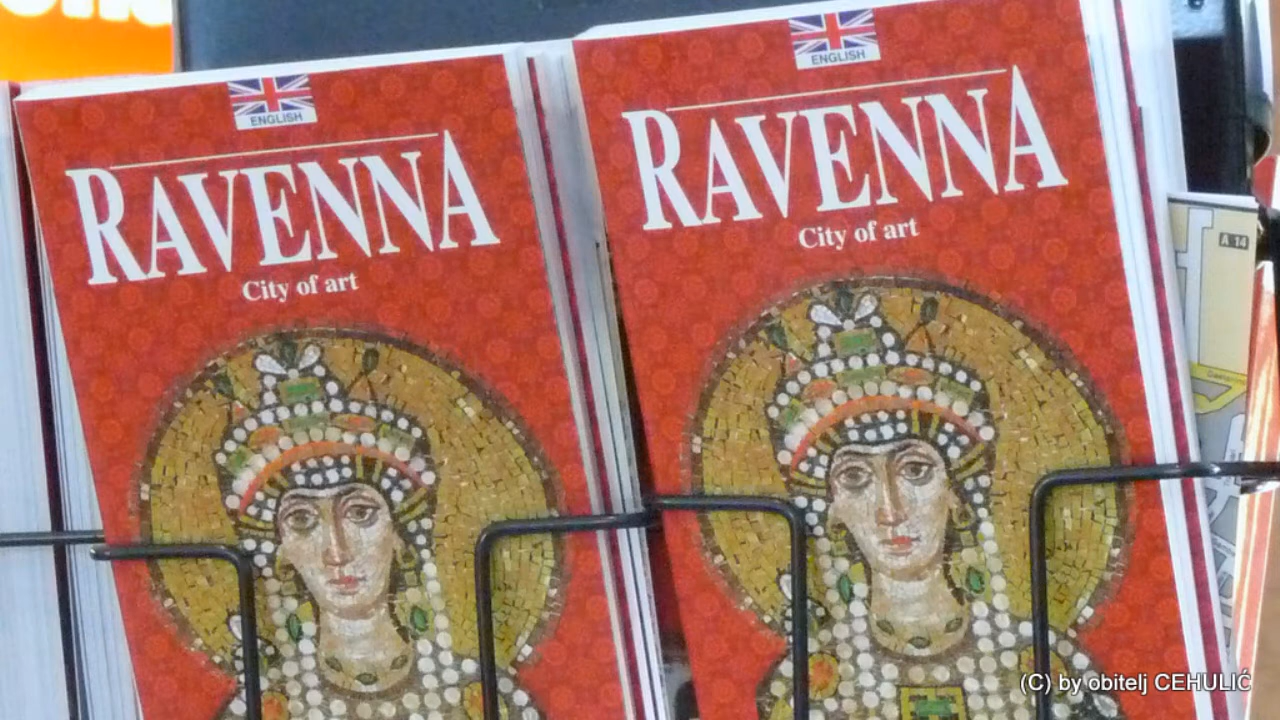 ENGLISH
RAVENNA
City of art
ENGLISH
RAVENNA
City of art
A 14
(C) by obitelj CEHULIĆ